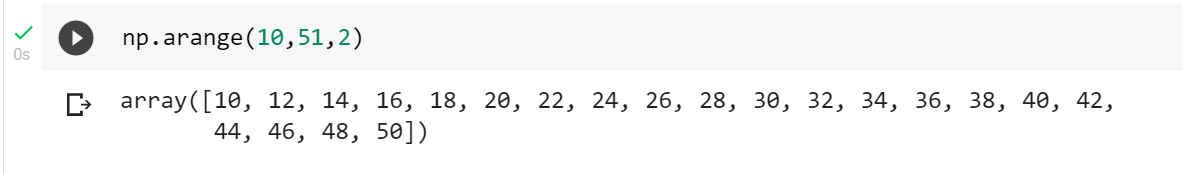 np.arange(10,51,2)
0s
array([10, 12, 14, 16, 18, 20, 22, 24, 26, 28, 30, 32, 34, 36, 38, 40, 42,
       44, 46, 48, 50])